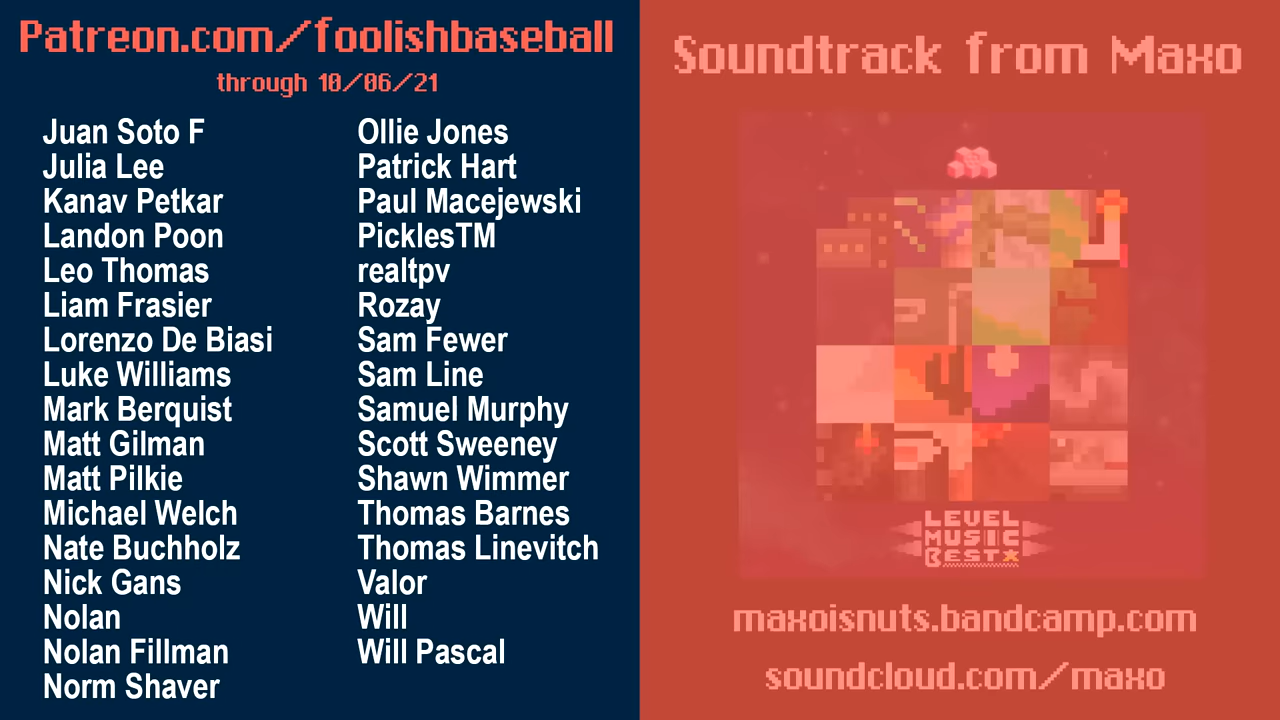 Patreon.com/foolishbaseball
through 10/06/21
Juan Soto F
Julia Lee
Kanav Petkar
Landon Poon
Leo Thomas
Liam Frasier
Lorenzo De Biasi
Luke Williams
Mark Berquist
Matt Gilman
Matt Pilkie
Michael Welch
Nate Buchholz
Nick Gans
Nolan
Nolan Fillman
Norm Shaver
Ollie Jones
Patrick Hart
Paul Macejewski
PicklesTM
realtpv
Rozay
Sam Fewer
Sam Line
Samuel Murphy
Scott Sweeney
Shawn Wimmer
Thomas Barnes
Thomas Linevitch
Valor
Will
Will Pascal
Soundtrack from Maxo
LEVEL
MUSIC
BEST
maxoisnuts.bandcamp.com
soundcloud.com/maxo